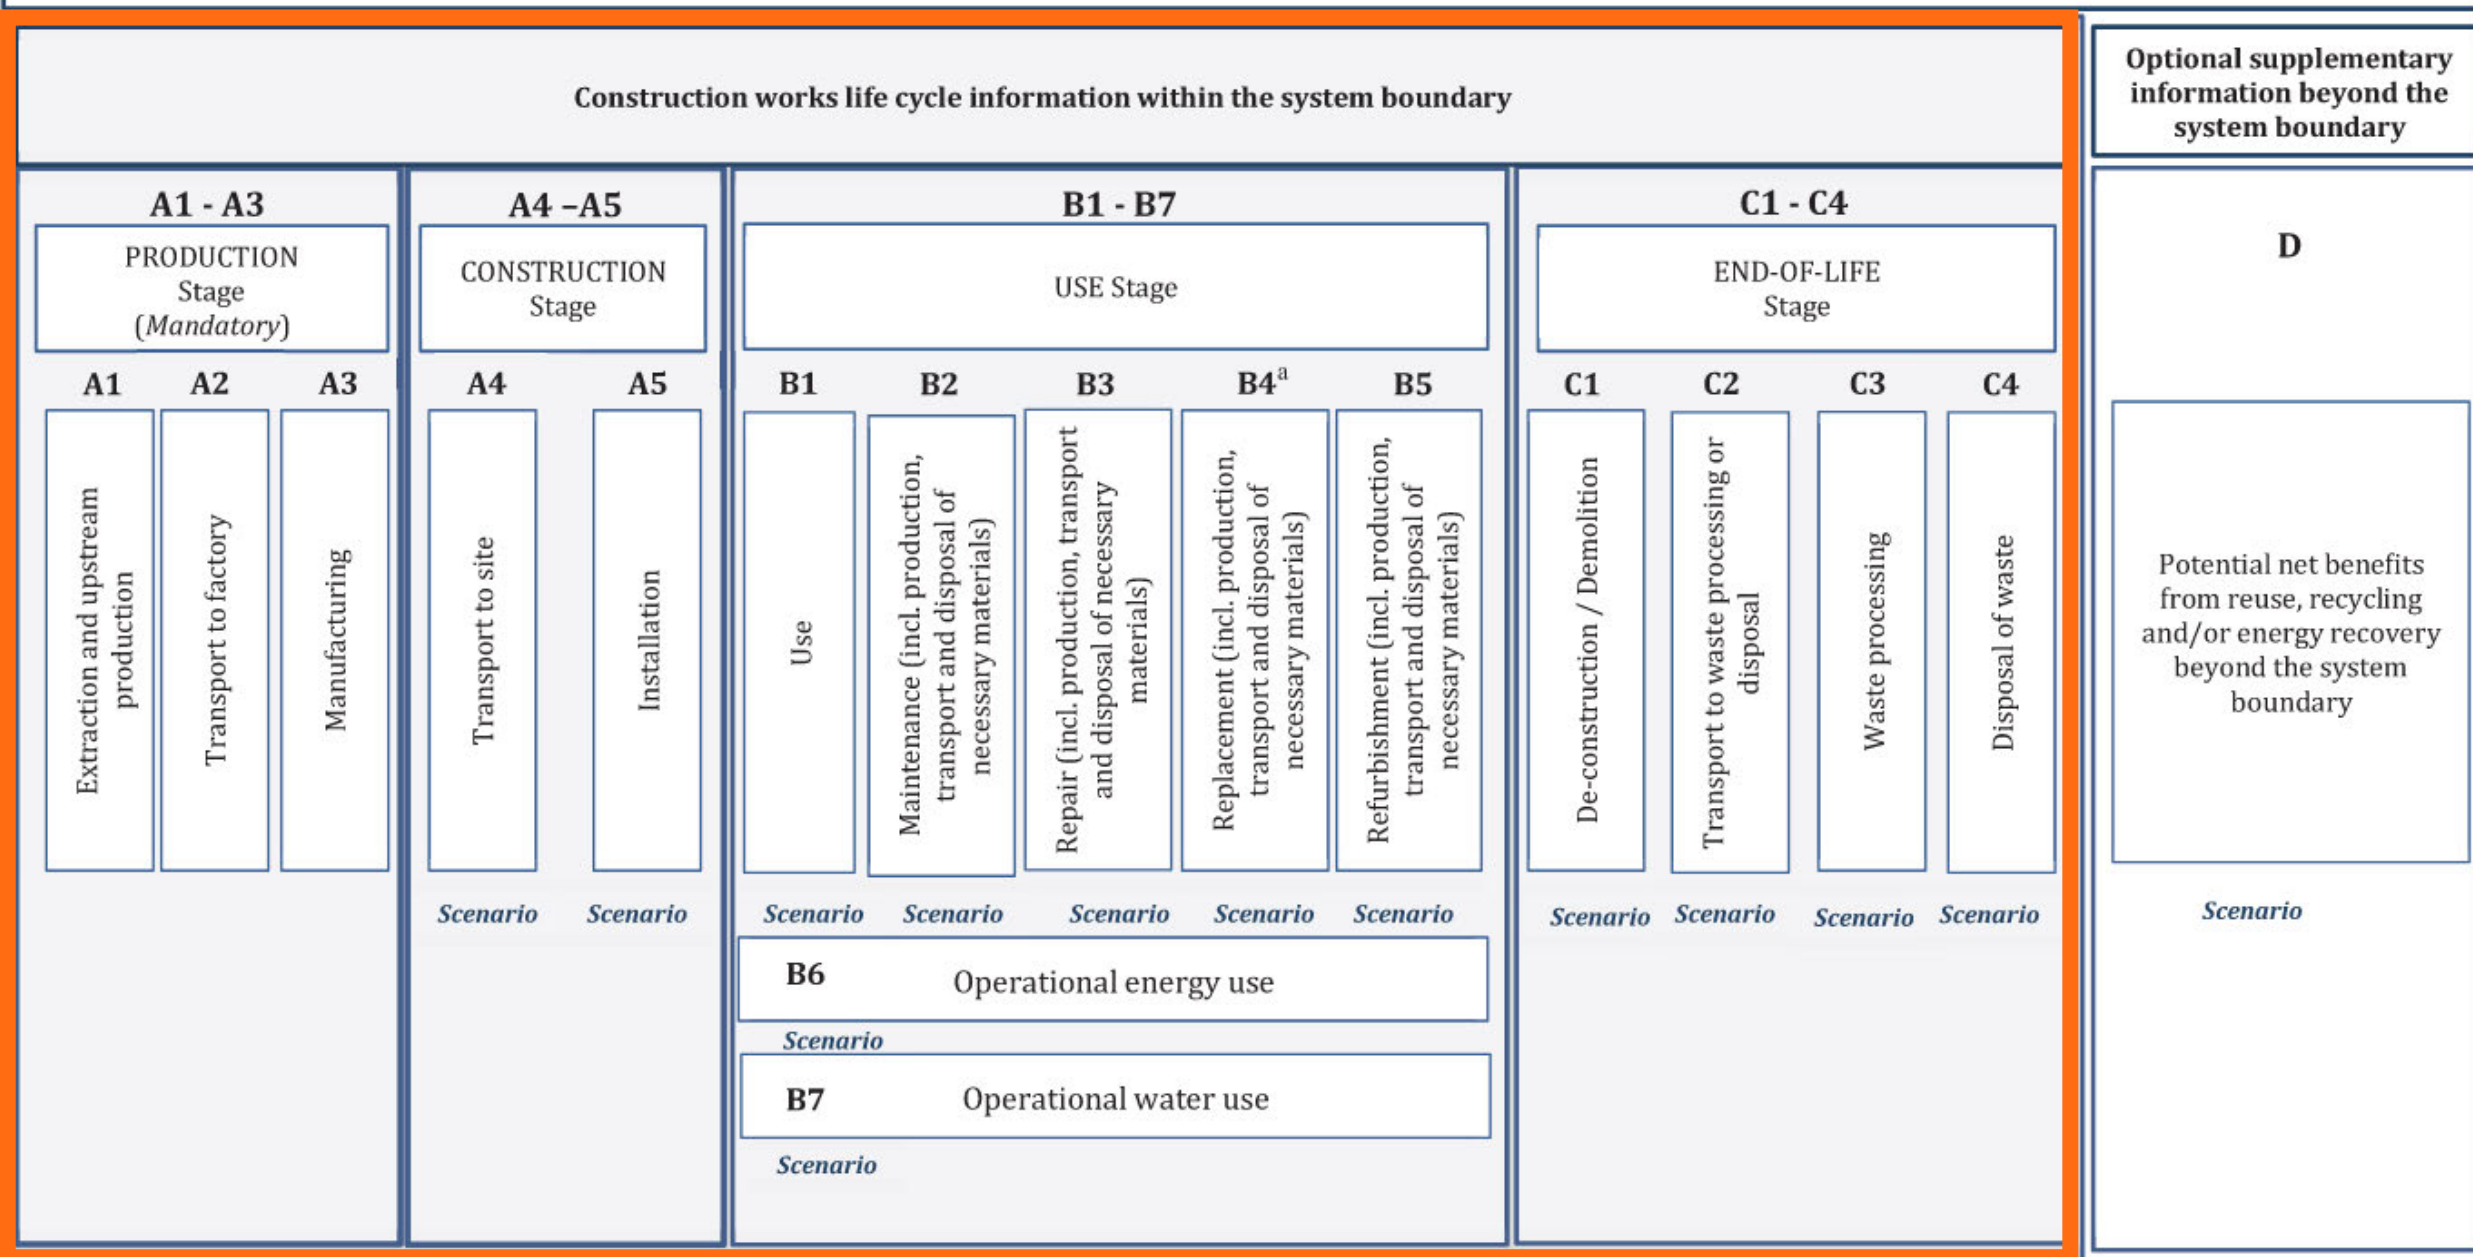 Construction works life cycle information within the system boundary
Optional supplementary
information beyond the
system boundary
A1 - A3
PRODUCTION
Stage
(Mandatory)
A1
A2
A3
Extraction and upstream
production
Transport to factory
Manufacturing
A4 –A5
CONSTRUCTION
Stage
A4
A5
Transport to site
Installation
Scenario
Scenario
B1 - B7
USE Stage
B1
B2
B3
B4ª
B5
Use
Maintenance (incl. production,
transport and disposal of
necessary materials)
Repair (incl. production, transport
and disposal of necessary
materials)
Replacement (incl. production,
transport and disposal of
necessary materials)
Refurbishment (incl. production,
transport and disposal of
necessary materials)
Scenario
Scenario
Scenario
Scenario
Scenario
B6
Operational energy use
Scenario
B7
Operational water use
Scenario
C1 - C4
END-OF-LIFE
Stage
C1
C2
C3
C4
De-construction / Demolition
Transport to waste processing or
disposal
Waste processing
Disposal of waste
Scenario
Scenario
Scenario
Scenario
D
Potential net benefits
from reuse, recycling
and/or energy recovery
beyond the system
boundary
Scenario